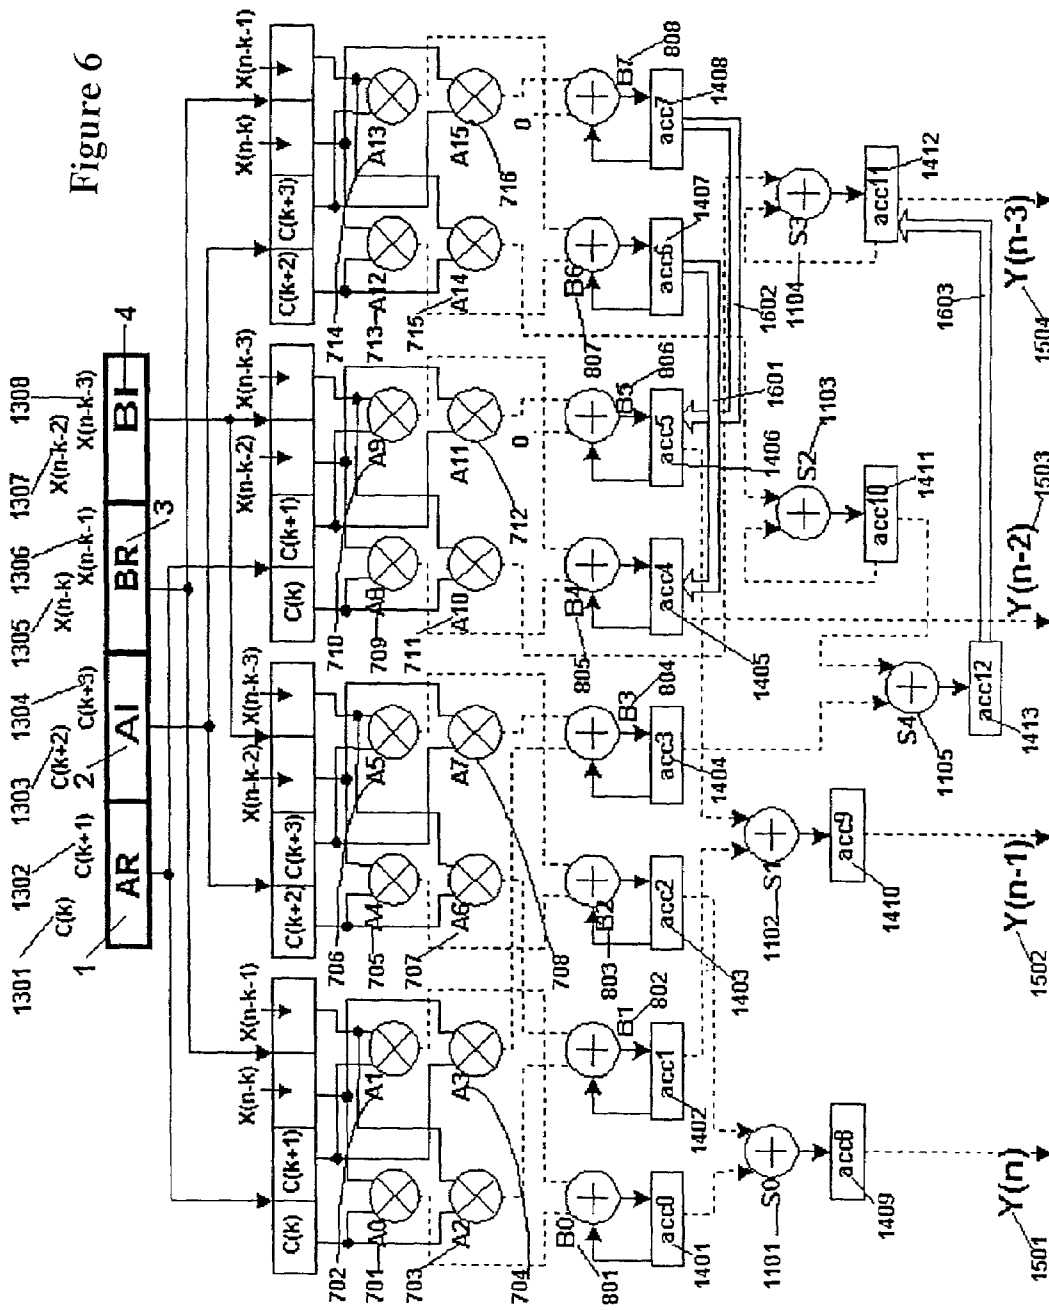 Figure 6
1301 1302 1303 1304 1305 1306 1307 1308
C(k) C(k+1) C(k+2) C(k+3) X(n-k) X(n-k-1) X(n-k-2) X(n-k-3)
1 2 3 4
AR AI BR BI
X(n-k) X(n-k-1) X(n-k-2) X(n-k-3) X(n-k-2) X(n-k-3) X(n-k) X(n-k-1)
C(k) C(k+1) C(k+2) C(k+3) C(k) C(k+1) C(k+2) C(k+3)
702 706 710 714
A0 A1 A4 A5 A8 A9 A12 A13
701 705 709 713
703 707 711 715
A2 A3 A6 A7 A10 A11 A14 A15
704 708 712 716
0 0
B0 B1 B2 B3 B4 B5 B6 B7
801 802 803 804 805 806 807 808
acc0 acc1 acc2 acc3 acc4 acc5 acc6 acc7
1401 1402 1403 1404 1405 1406 1407 1408
1601 1602
S0 S1 S2 S3
1101 1102 1103 1104
acc8 acc9 acc10 acc11
1409 1410 1411 1412
S4
1105
acc12
1413
1603
Y(n) Y(n-1) Y(n-2) Y(n-3)
1501 1502 1503 1504